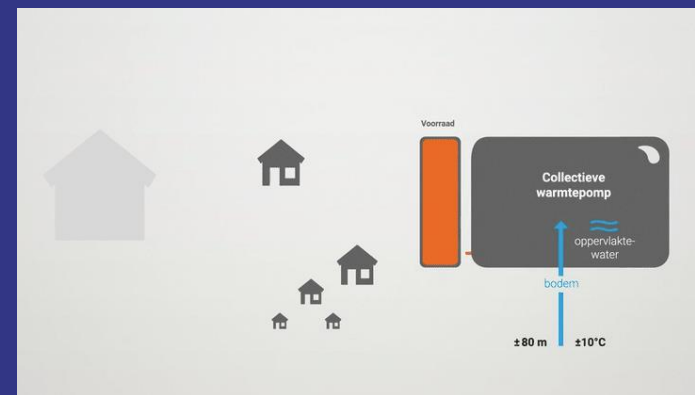 Voorraad
Collectieve
warmtepomp
oppervlakte-
water
bodem
±80 m
±10°C